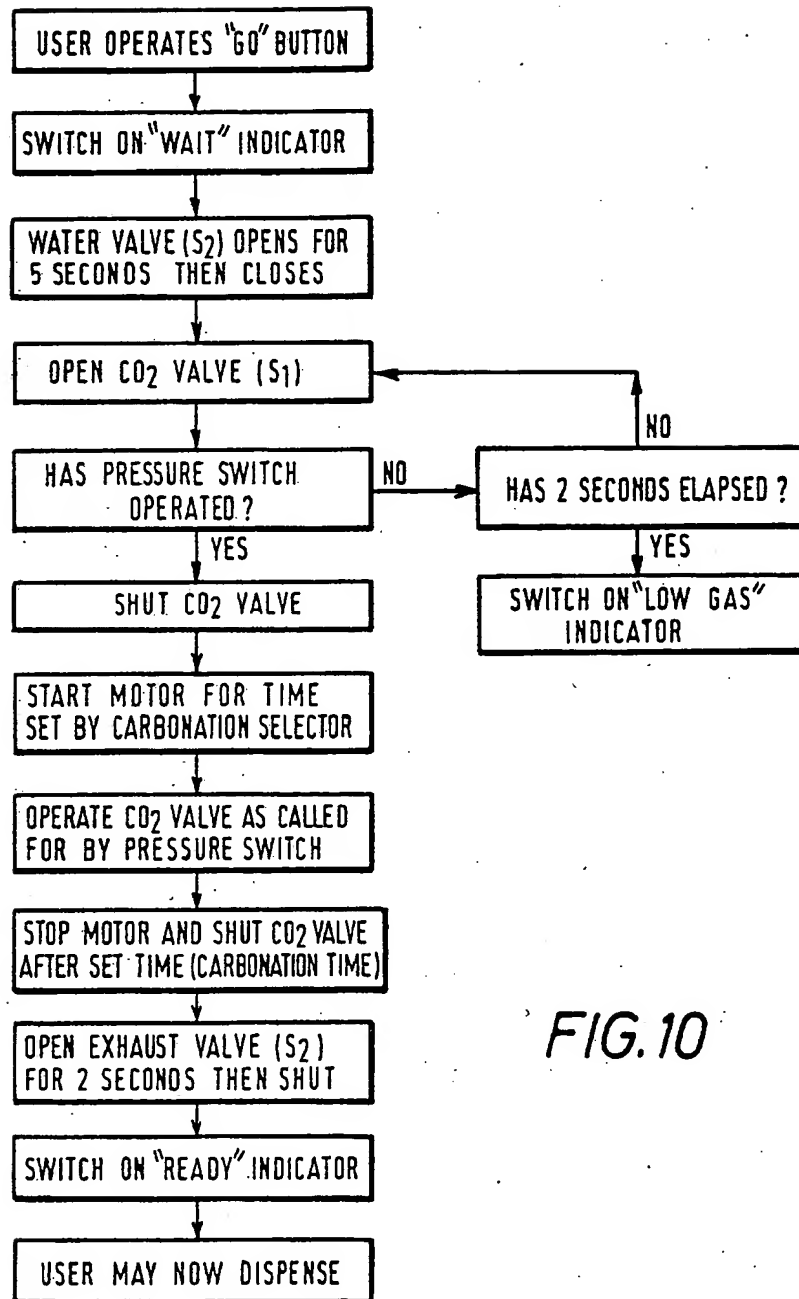 USER OPERATES "GO" BUTTON
SWITCH ON "WAIT" INDICATOR
WATER VALVE (S2) OPENS FOR
5 SECONDS THEN CLOSES
OPEN CO2 VALVE (S1)
HAS PRESSURE SWITCH
OPERATED ?
NO
HAS 2 SECONDS ELAPSED ?
NO
YES
SWITCH ON "LOW GAS"
INDICATOR
YES
SHUT CO2 VALVE
START MOTOR FOR TIME
SET BY CARBONATION SELECTOR
OPERATE CO2 VALVE AS CALLED
FOR BY PRESSURE SWITCH
STOP MOTOR AND SHUT CO2 VALVE
AFTER SET TIME (CARBONATION TIME)
OPEN EXHAUST VALVE (S2)
FOR 2 SECONDS THEN SHUT
SWITCH ON "READY" INDICATOR
USER MAY NOW DISPENSE
FIG. 10